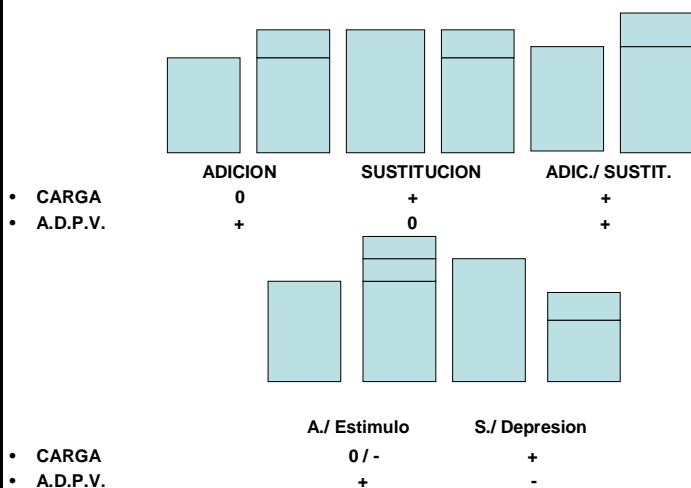 ADICION SUSTITUCION ADIC./ SUSTIT.
• CARGA 0 + +
• A.D.P.V. + 0 +
A./ Estimulo S./ Depresion
• CARGA 0 / - +
• A.D.P.V. + -